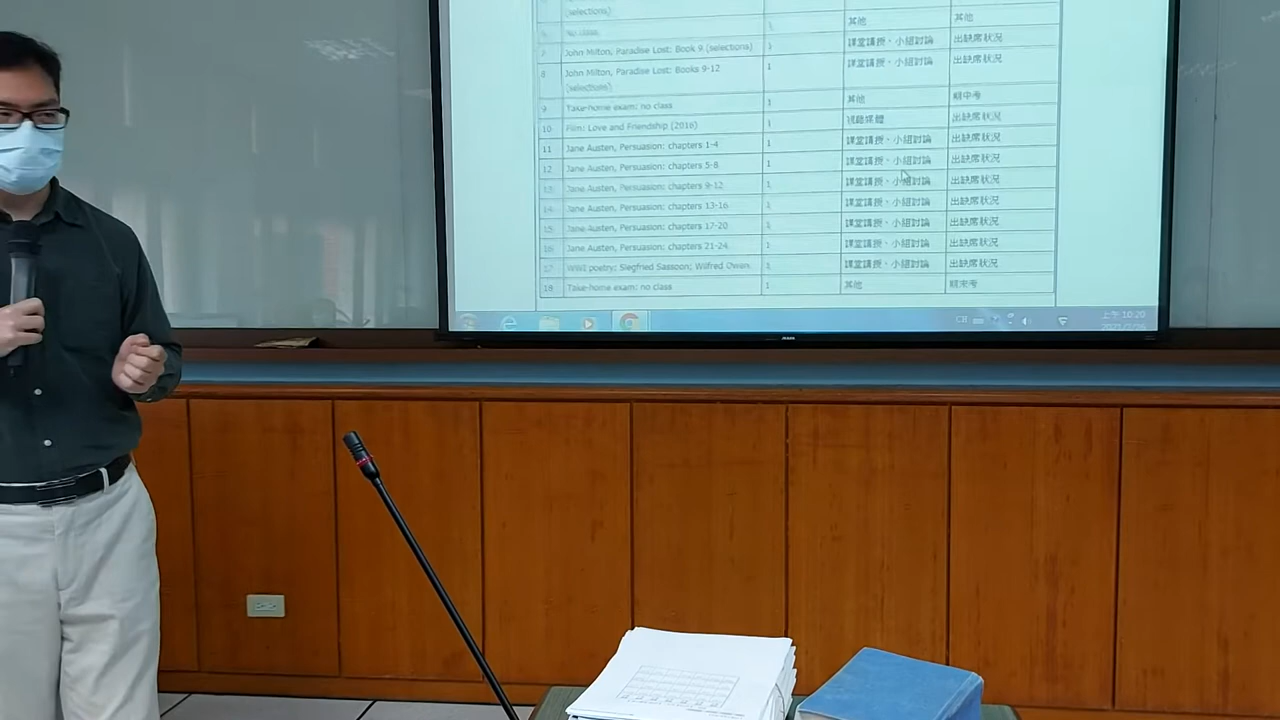 (selections)
6 No class 1 其他 其他
7 John Milton, Paradise Lost: Book 9 (selections) 1 課堂講授、小組討論 出缺席狀況
8 John Milton, Paradise Lost: Books 9-12 1 課堂講授、小組討論 出缺席狀況
(selections)
9 Take-home exam: no class 1 其他 期中考
10 Film: Love and Friendship (2016) 1 視聽媒體 出缺席狀況
11 Jane Austen, Persuasion: chapters 1-4 1 課堂講授、小組討論 出缺席狀況
12 Jane Austen, Persuasion: chapters 5-8 1 課堂講授、小組討論 出缺席狀況
13 Jane Austen, Persuasion: chapters 9-12 1 課堂講授、小組討論 出缺席狀況
14 Jane Austen, Persuasion: chapters 13-16 1 課堂講授、小組討論 出缺席狀況
15 Jane Austen, Persuasion: chapters 17-20 1 課堂講授、小組討論 出缺席狀況
16 Jane Austen, Persuasion: chapters 21-24 1 課堂講授、小組討論 出缺席狀況
17 WWI poetry: Siegfried Sassoon; Wilfred Owen 1 課堂講授、小組討論 出缺席狀況
18 Take-home exam: no class 1 其他 期末考
CH 上午 10:20